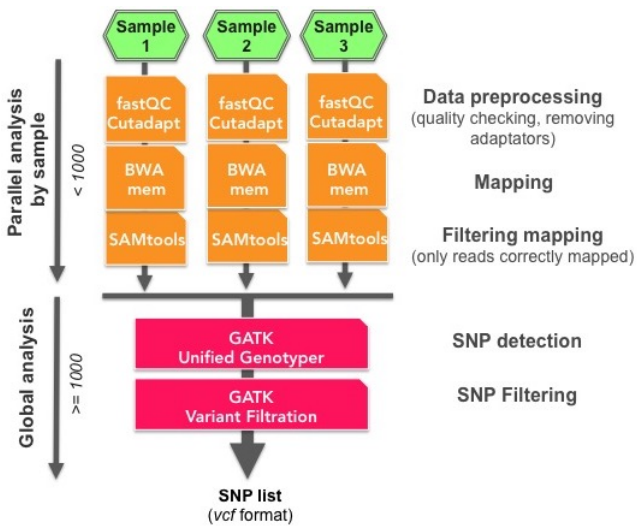 Sample
1
Sample
2
Sample
3
Parallel analysis
by sample
< 1000
fastQC
Cutadapt
fastQC
Cutadapt
fastQC
Cutadapt
Data preprocessing
(quality checking, removing
adaptators)
BWA
mem
BWA
mem
BWA
mem
Mapping
SAMtools
SAMtools
SAMtools
Filtering mapping
(only reads correctly mapped)
Global analysis
>= 1000
GATK
Unified Genotyper
SNP detection
GATK
Variant Filtration
SNP Filtering
SNP list
(vcf format)